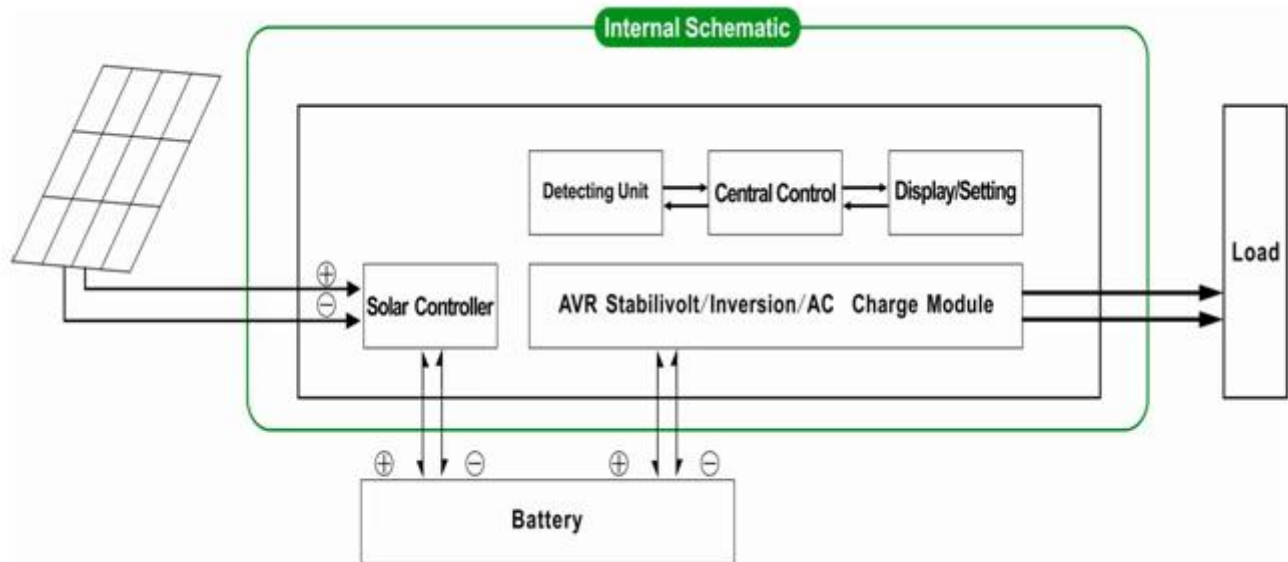 Internal Schematic
Detecting Unit
Central Control
Display/Setting
Load
⊕
⊖
Solar Controller
AVR Stabilivolt/Inversion/AC Charge Module
⊕ ⊖ ⊕ ⊖
Battery